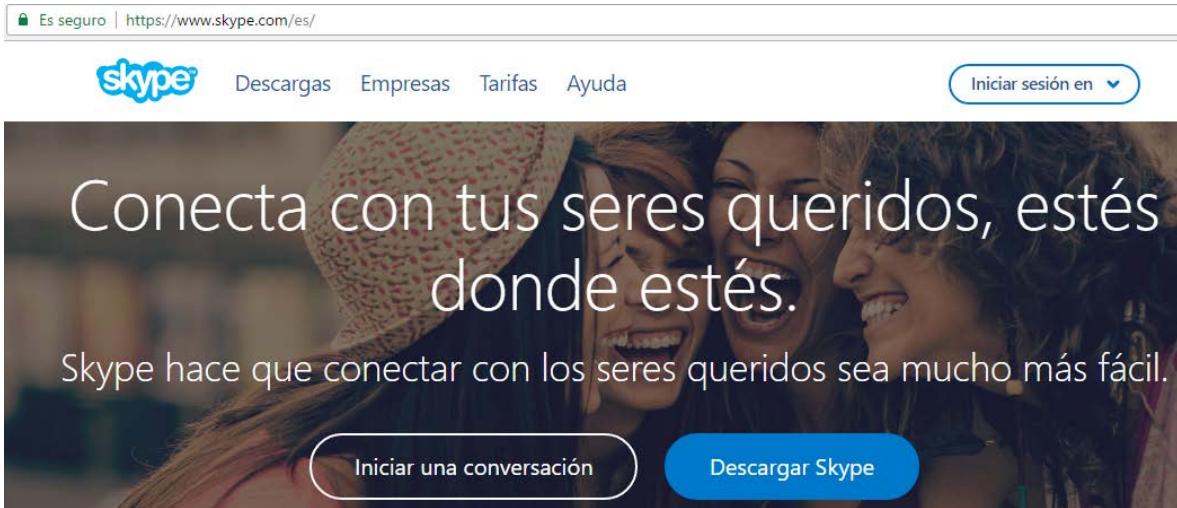 Es seguro | https://www.skype.com/es/
skype™ Descargas Empresas Tarifas Ayuda Iniciar sesión en
Conecta con tus seres queridos, estés
donde estés.
Skype hace que conectar con los seres queridos sea mucho más fácil.
Iniciar una conversación Descargar Skype